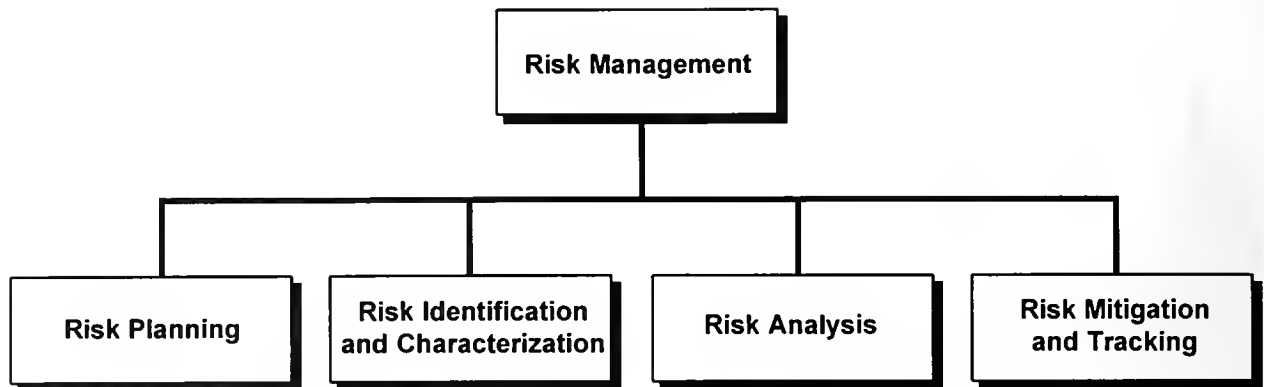 Risk Management
Risk Planning
Risk Identification
and Characterization
Risk Analysis
Risk Mitigation
and Tracking